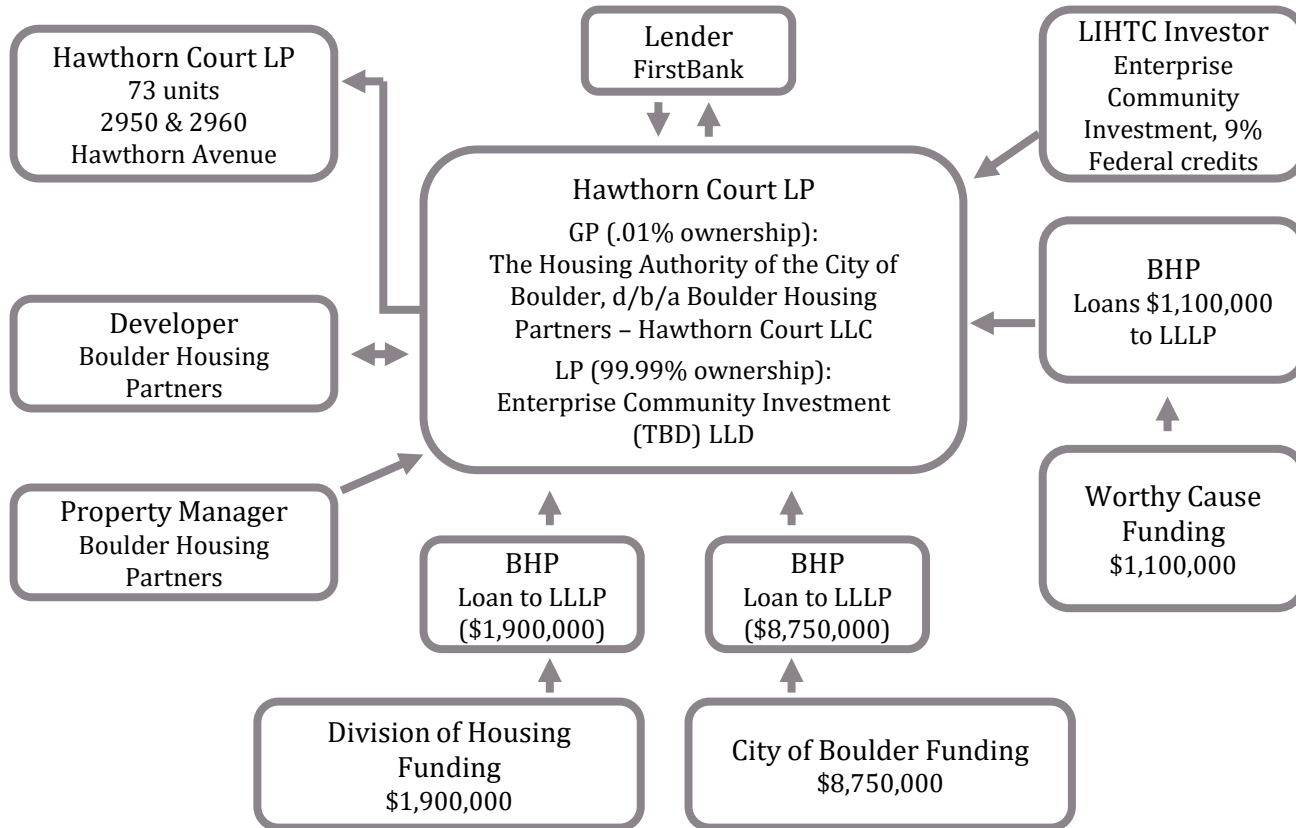 Hawthorn Court LP
73 units
2950 & 2960
Hawthorn Avenue
Lender
FirstBank
LIHTC Investor
Enterprise
Community
Investment, 9%
Federal credits
Hawthorn Court LP
GP (.01% ownership):
The Housing Authority of the City of
Boulder, d/b/a Boulder Housing
Partners – Hawthorn Court LLC
LP (99.99% ownership):
Enterprise Community Investment
(TBD) LLD
BHP
Loans $1,100,000
to LLLP
Developer
Boulder Housing
Partners
Property Manager
Boulder Housing
Partners
Worthy Cause
Funding
$1,100,000
BHP
Loan to LLLP
($1,900,000)
BHP
Loan to LLLP
($8,750,000)
Division of Housing
Funding
$1,900,000
City of Boulder Funding
$8,750,000